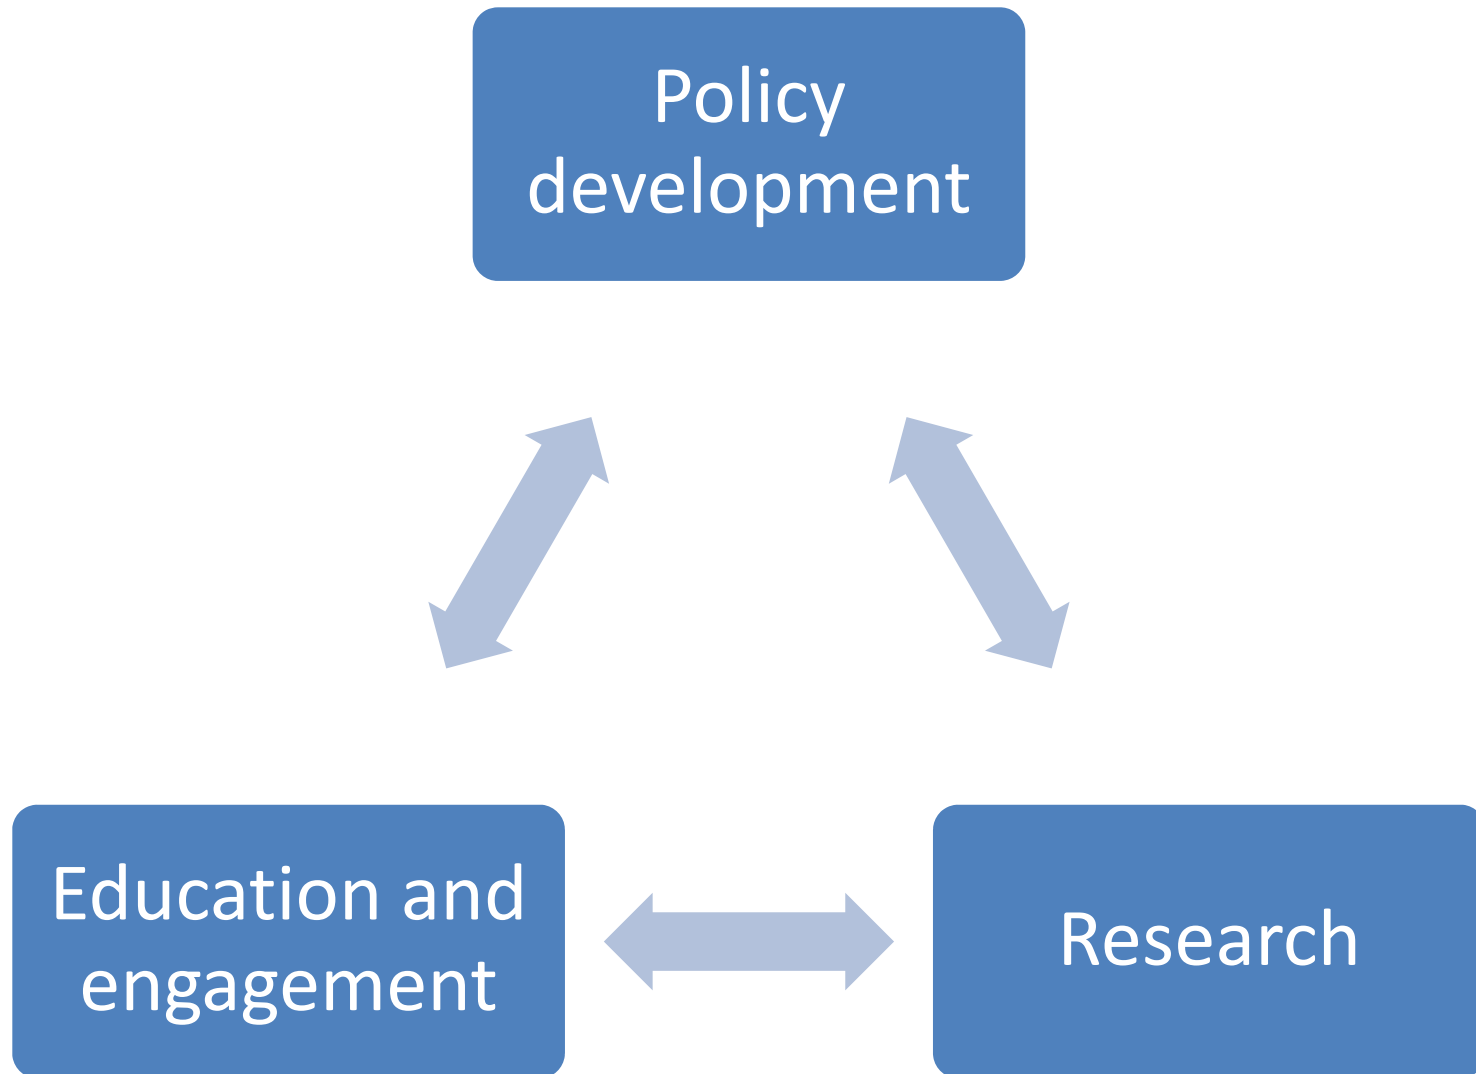 Policy
development
Education and
engagement
Research